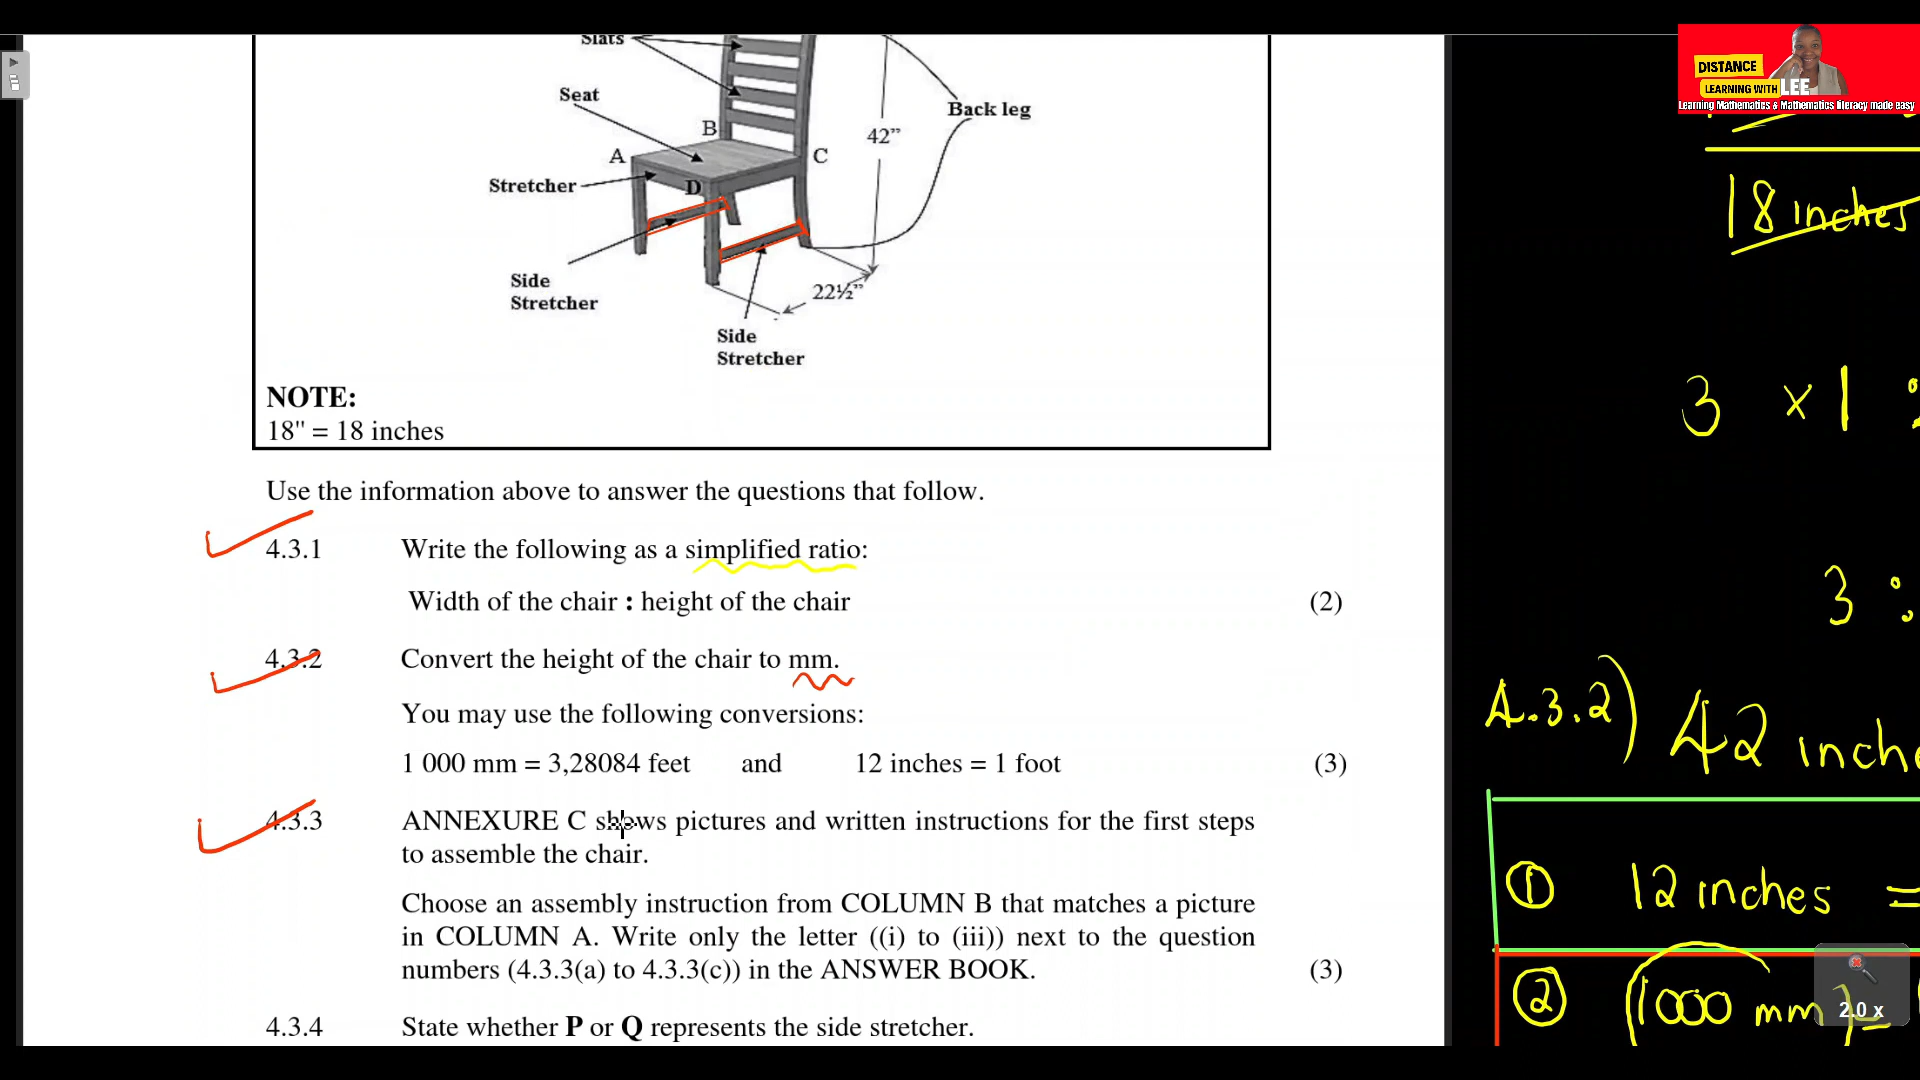 Slats
Seat
Back leg
42”
B
A
C
Stretcher
D
Side
Stretcher
22½”
Side
Stretcher
NOTE:
18" = 18 inches
Use the information above to answer the questions that follow.
4.3.1 Write the following as a simplified ratio:
Width of the chair : height of the chair (2)
4.3.2 Convert the height of the chair to mm.
You may use the following conversions:
1 000 mm = 3,28084 feet and 12 inches = 1 foot (3)
4.3.3 ANNEXURE C shows pictures and written instructions for the first steps
to assemble the chair.
Choose an assembly instruction from COLUMN B that matches a picture
in COLUMN A. Write only the letter ((i) to (iii)) next to the question
numbers (4.3.3(a) to 4.3.3(c)) in the ANSWER BOOK. (3)
4.3.4 State whether P or Q represents the side stretcher.
DISTANCE
LEARNING WITH LEE
Learning Mathematics & Mathematics literacy made easy
18 inches
3 × 1 :
3 :
4.3.2) 42 inche
① 12 inches =
② (1000 mm) =
2.0 x